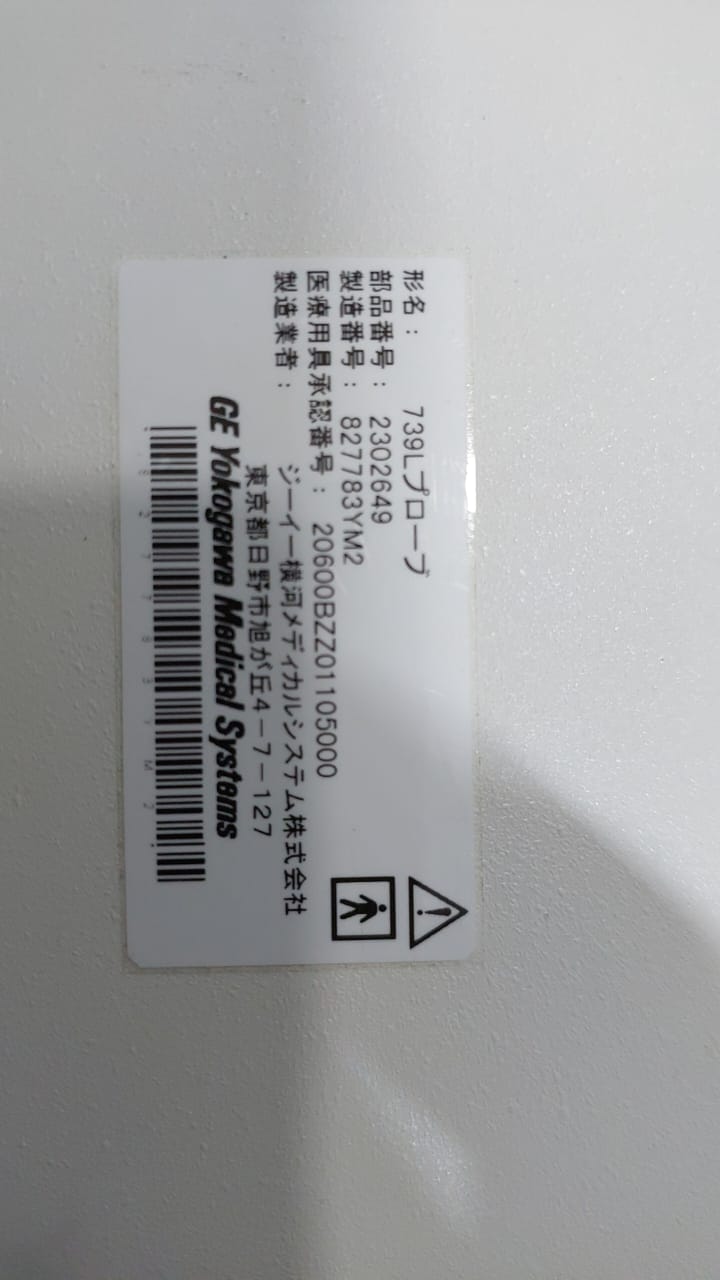 形名： 739Lプローブ
部品番号： 2302649
製造番号： 827783YM2
医療用具承認番号： 20600BZZ01105000
製造業者： ジーイー横河メディカルシステム株式会社
東京都日野市旭が丘4－7－127
GE Yokogawa Medical Systems